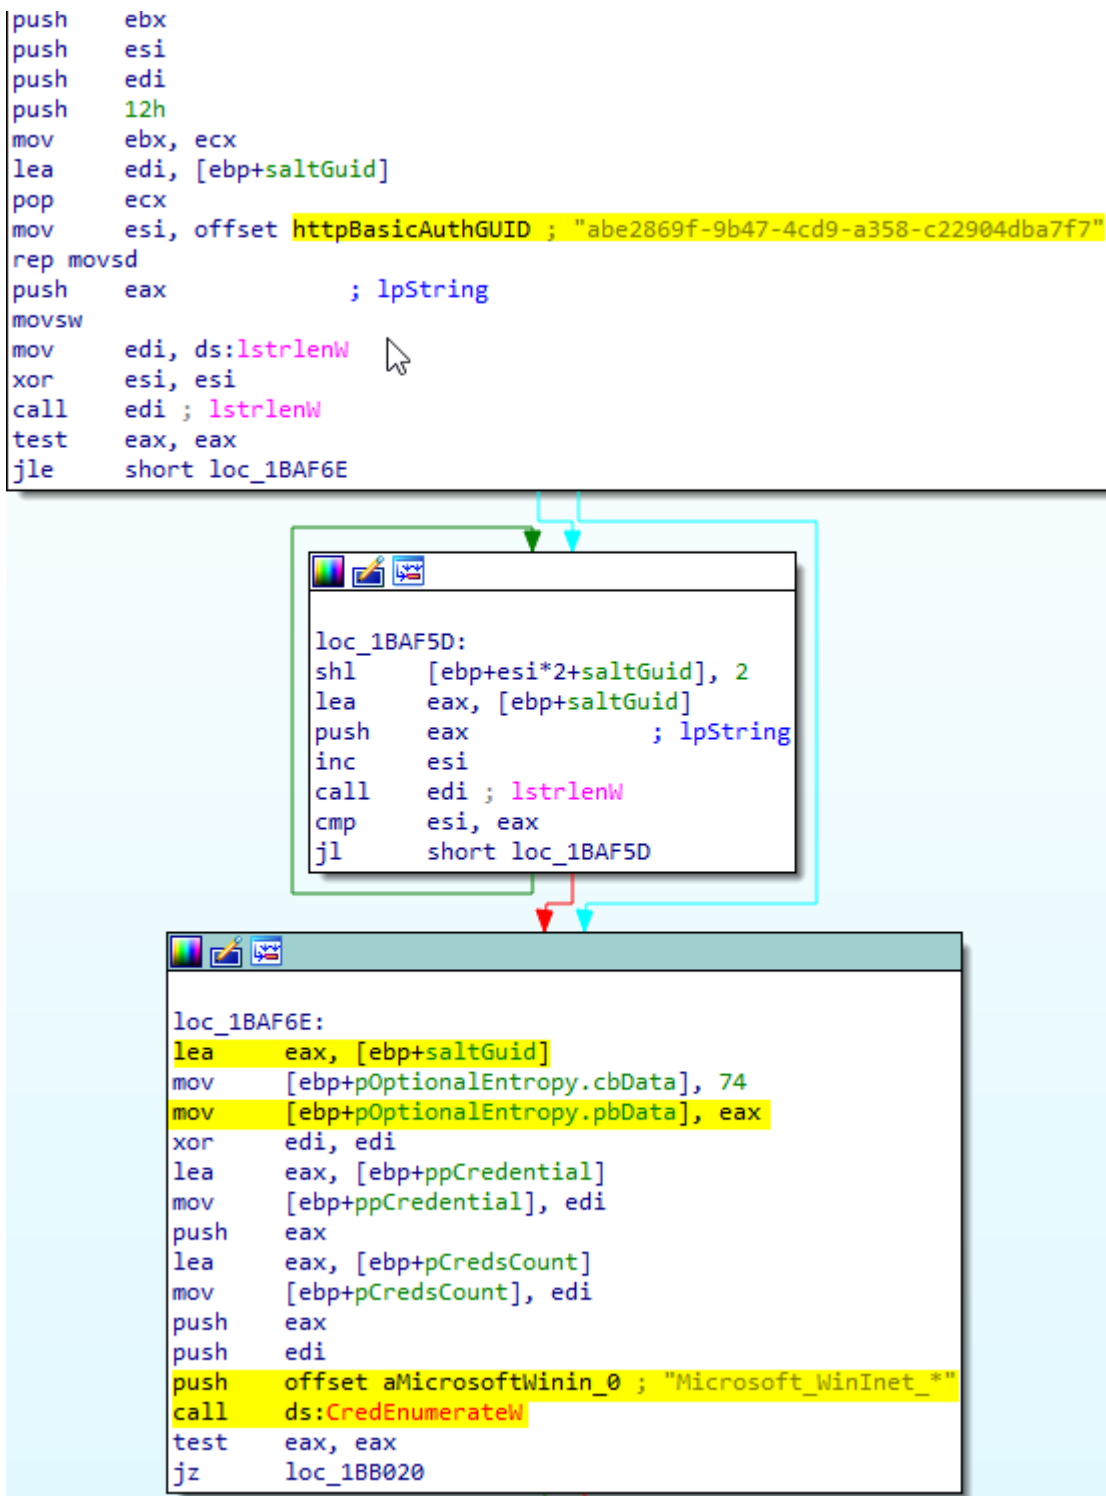 push ebx
push esi
push edi
push 12h
mov ebx, ecx
lea edi, [ebp+saltGuid]
pop ecx
mov esi, offset httpBasicAuthGUID ; "abe2869f-9b47-4cd9-a358-c22904dba7f7"
rep movsd
push eax ; lpString
movsw
mov edi, ds:lstrlenW
xor esi, esi
call edi ; lstrlenW
test eax, eax
jle short loc_1BAF6E
loc_1BAF5D:
shl [ebp+esi*2+saltGuid], 2
lea eax, [ebp+saltGuid]
push eax ; lpString
inc esi
call edi ; lstrlenW
cmp esi, eax
jl short loc_1BAF5D
loc_1BAF6E:
lea eax, [ebp+saltGuid]
mov [ebp+pOptionalEntropy.cbData], 74
mov [ebp+pOptionalEntropy.pbData], eax
xor edi, edi
lea eax, [ebp+ppCredential]
mov [ebp+ppCredential], edi
push eax
lea eax, [ebp+pCredsCount]
mov [ebp+pCredsCount], edi
push eax
push edi
push offset aMicrosoftWinin_0 ; "Microsoft_WinInet_*"
call ds:CredEnumerateW
test eax, eax
jz loc_1BB020